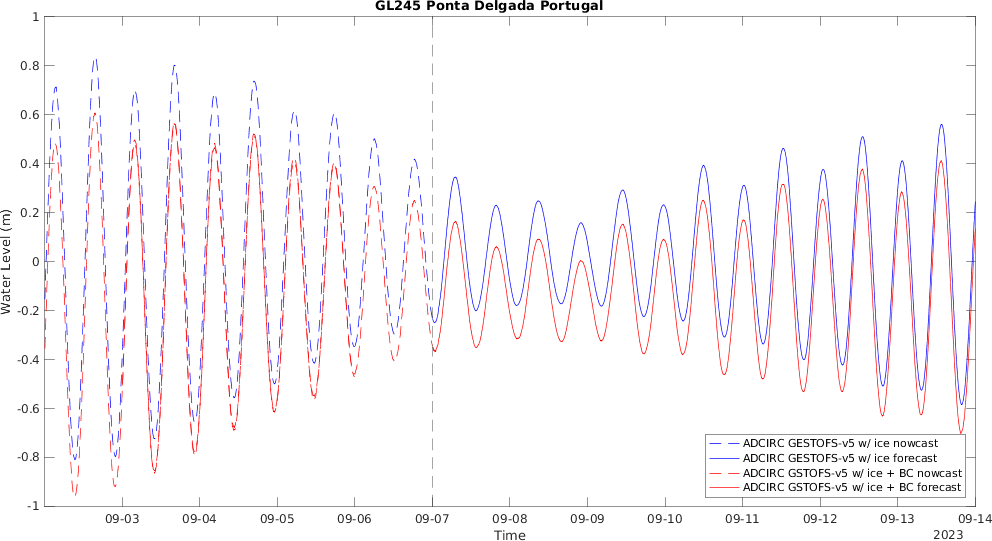 GL245 Ponta Delgada Portugal
1
0.8
0.6
0.4
0.2
0
-0.2
-0.4
-0.6
-0.8
-1
Water Level (m)
ADCIRC GESTOFS-v5 w/ ice nowcast
ADCIRC GESTOFS-v5 w/ ice forecast
ADCIRC GSTOFS-v5 w/ ice + BC nowcast
ADCIRC GSTOFS-v5 w/ ice + BC forecast
09-03 09-04 09-05 09-06 09-07 09-08 09-09 09-10 09-11 09-12 09-13 09-14
Time
2023